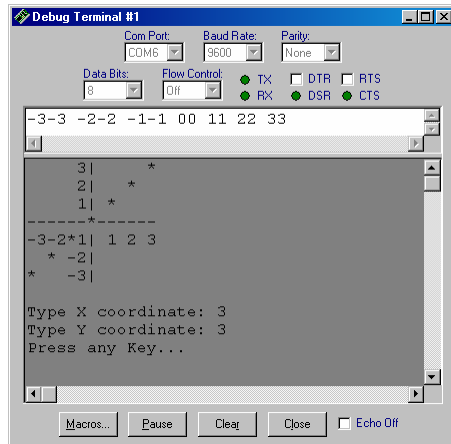 Debug Terminal #1
Com Port: Baud Rate: Parity:
COM6 9600 None
Data Bits: Flow Control: TX DTR RTS
8 Off RX DSR CTS
-3-3 -2-2 -1-1 00 11 22 33
3|     *
2|   *
1| *
------*------
-3-2*1| 1 2 3
  * -2|
*   -3|
Type X coordinate: 3
Type Y coordinate: 3
Press any Key...
Macros... Pause Clear Close Echo Off